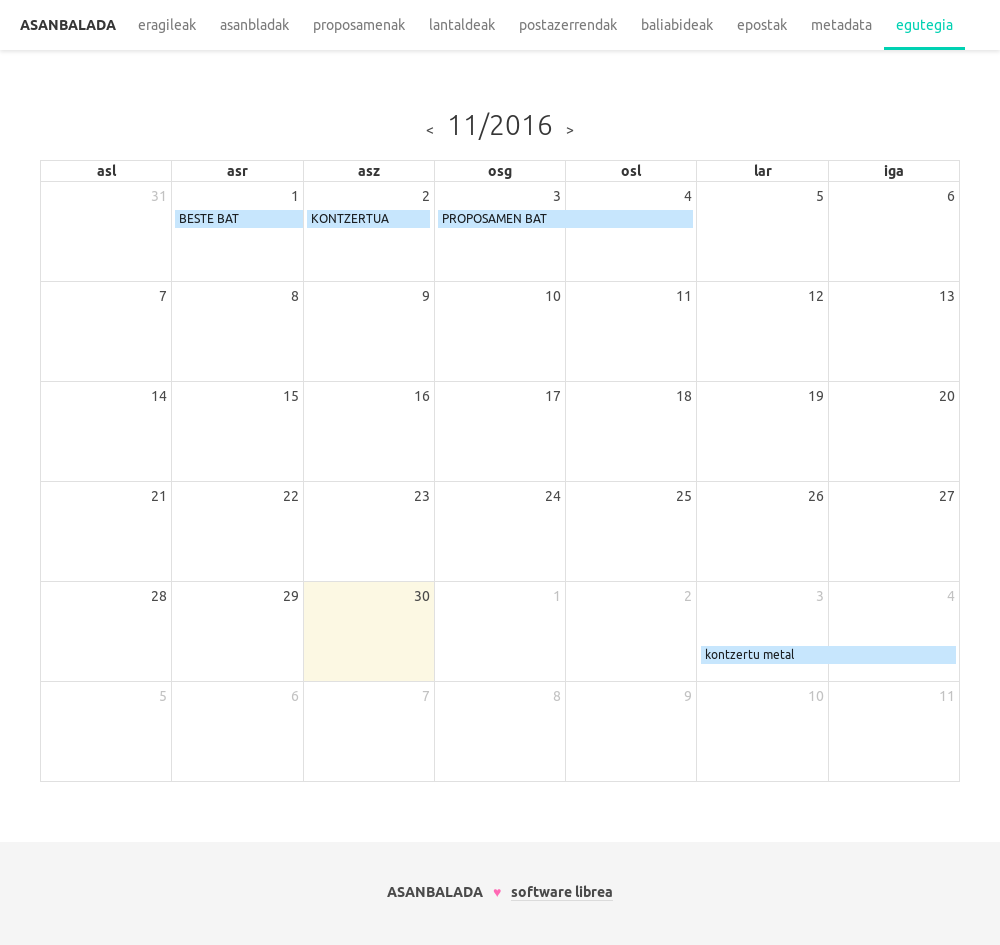 ASANBALADA eragileak asanbladak proposamenak lantaldeak postazerrendak baliabideak epostak metadata egutegia
< 11/2016 >
asl asr asz osg osl lar iga
31 1 2 3 4 5 6
BESTE BAT KONTZERTUA PROPOSAMEN BAT
7 8 9 10 11 12 13
14 15 16 17 18 19 20
21 22 23 24 25 26 27
28 29 30 1 2 3 4
kontzertu metal
5 6 7 8 9 10 11
ASANBALADA ♥ software librea